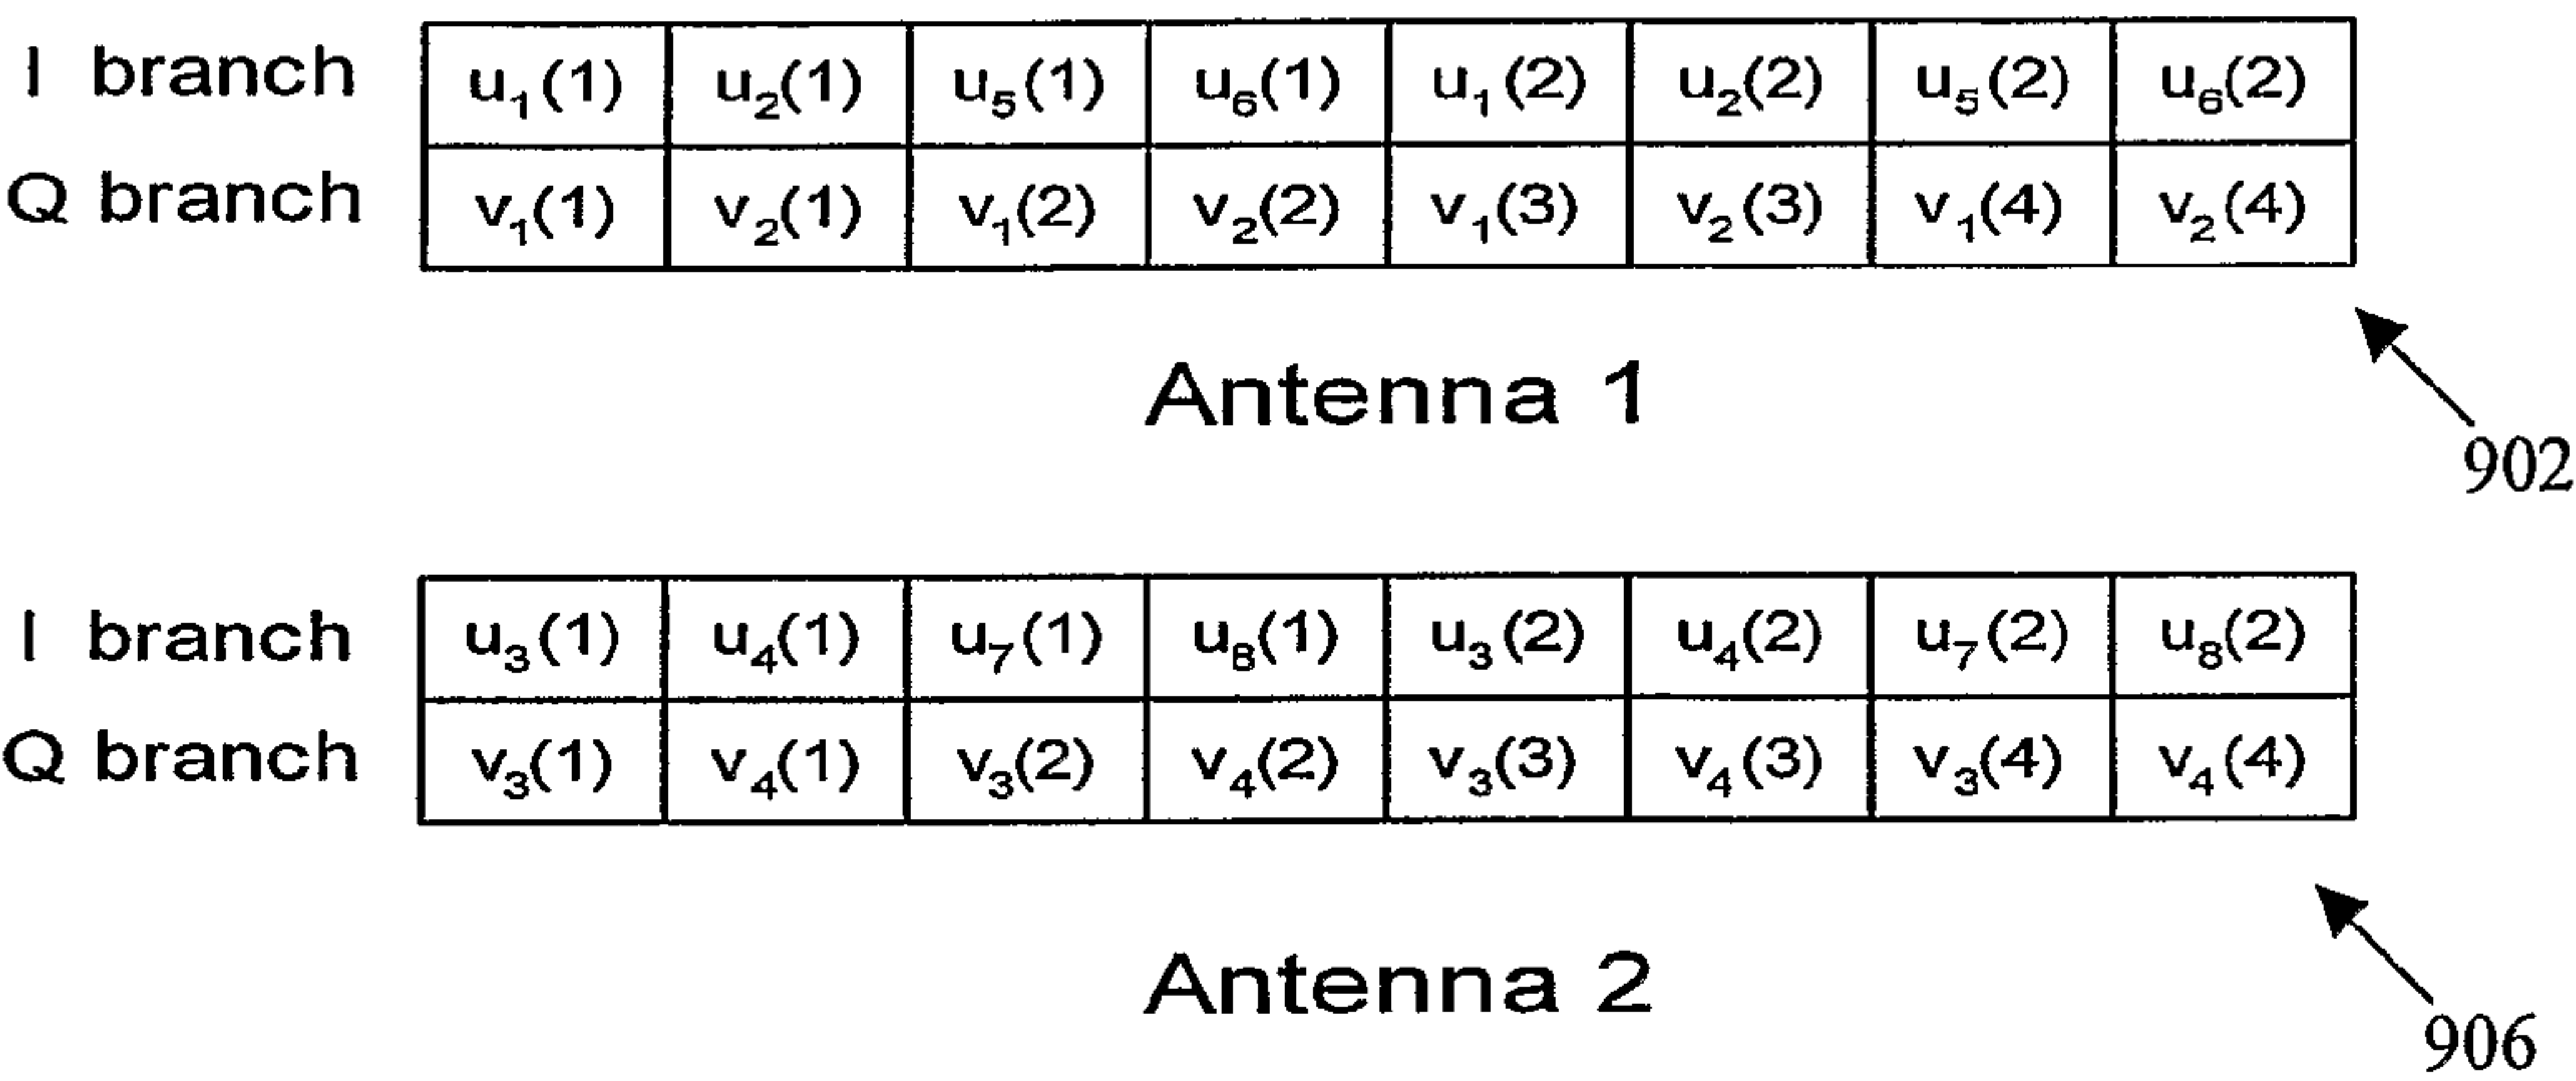 I branch u₁(1) u₂(1) u₅(1) u₆(1) u₁(2) u₂(2) u₅(2) u₆(2)
Q branch v₁(1) v₂(1) v₁(2) v₂(2) v₁(3) v₂(3) v₁(4) v₂(4)
Antenna 1
902
I branch u₃(1) u₄(1) u₇(1) u₈(1) u₃(2) u₄(2) u₇(2) u₈(2)
Q branch v₃(1) v₄(1) v₃(2) v₄(2) v₃(3) v₄(3) v₃(4) v₄(4)
Antenna 2
906